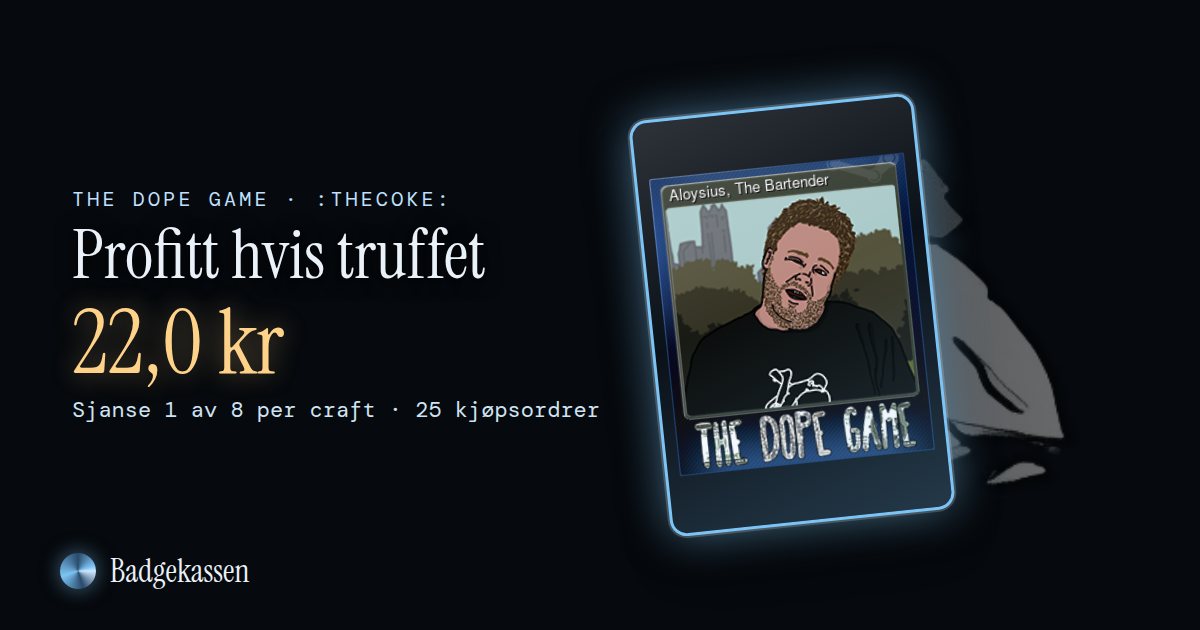 THE DOPE GAME · :THECOKE:
Profitt hvis truffet
22,0 kr
Sjanse 1 av 8 per craft · 25 kjøpsordrer
Aloysius, The Bartender
THE DOPE GAME
Badgekassen